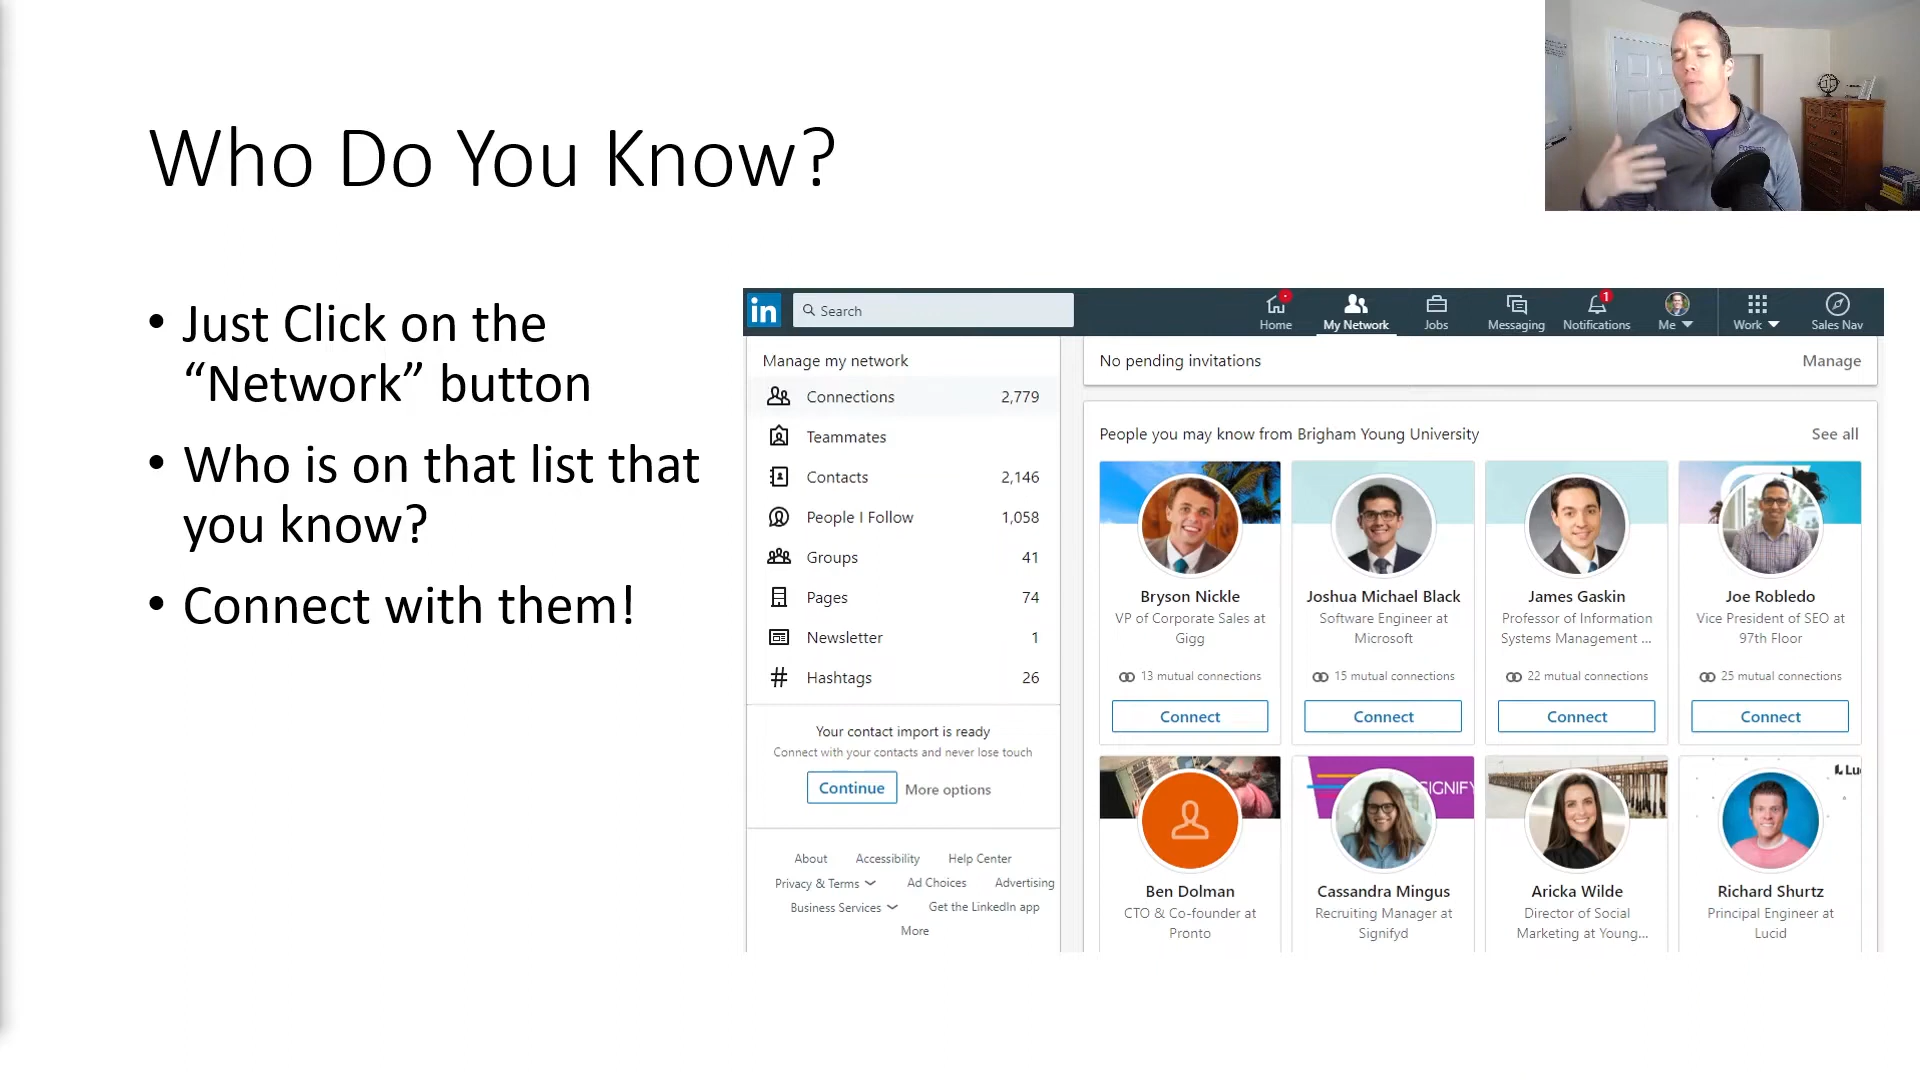 Who Do You Know?
• Just Click on the
“Network” button
• Who is on that list that
you know?
• Connect with them!
in
Search
Home
My Network
Jobs
Messaging
1
Notifications
Me
Work
Sales Nav
Manage my network
Connections 2,779
Teammates
Contacts 2,146
People I Follow 1,058
Groups 41
Pages 74
Newsletter 1
Hashtags 26
Your contact import is ready
Connect with your contacts and never lose touch
Continue More options
About Accessibility Help Center
Privacy & Terms Ad Choices Advertising
Business Services Get the LinkedIn app
More
No pending invitations Manage
People you may know from Brigham Young University See all
Bryson Nickle
VP of Corporate Sales at
Gigg
13 mutual connections
Connect
Joshua Michael Black
Software Engineer at
Microsoft
15 mutual connections
Connect
James Gaskin
Professor of Information
Systems Management ...
22 mutual connections
Connect
Joe Robledo
Vice President of SEO at
97th Floor
25 mutual connections
Connect
Ben Dolman
CTO & Co-founder at
Pronto
SIGNIFY
Cassandra Mingus
Recruiting Manager at
Signifyd
Aricka Wilde
Director of Social
Marketing at Young...
Lu
Richard Shurtz
Principal Engineer at
Lucid